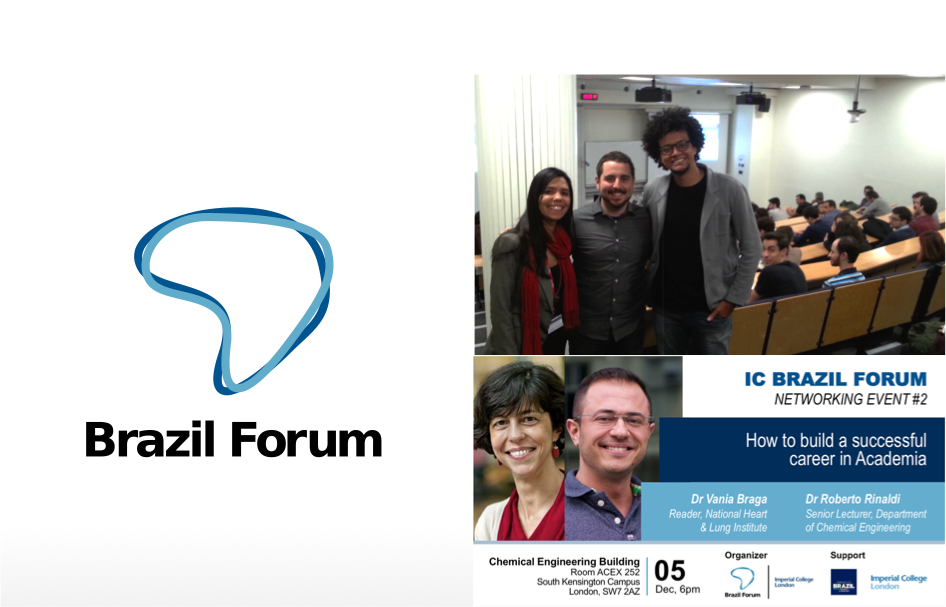 Brazil Forum
IC BRAZIL FORUM
NETWORKING EVENT #2
How to build a successful
career in Academia
Dr Vania Braga
Reader, National Heart
& Lung Institute
Dr Roberto Rinaldi
Senior Lecturer, Department
of Chemical Engineering
Chemical Engineering Building
Room ACEX 252
South Kensington Campus
London, SW7 2AZ
05
Dec, 6pm
Organizer
Brazil Forum
Imperial College
London
Support
BRAZIL
Imperial College
London